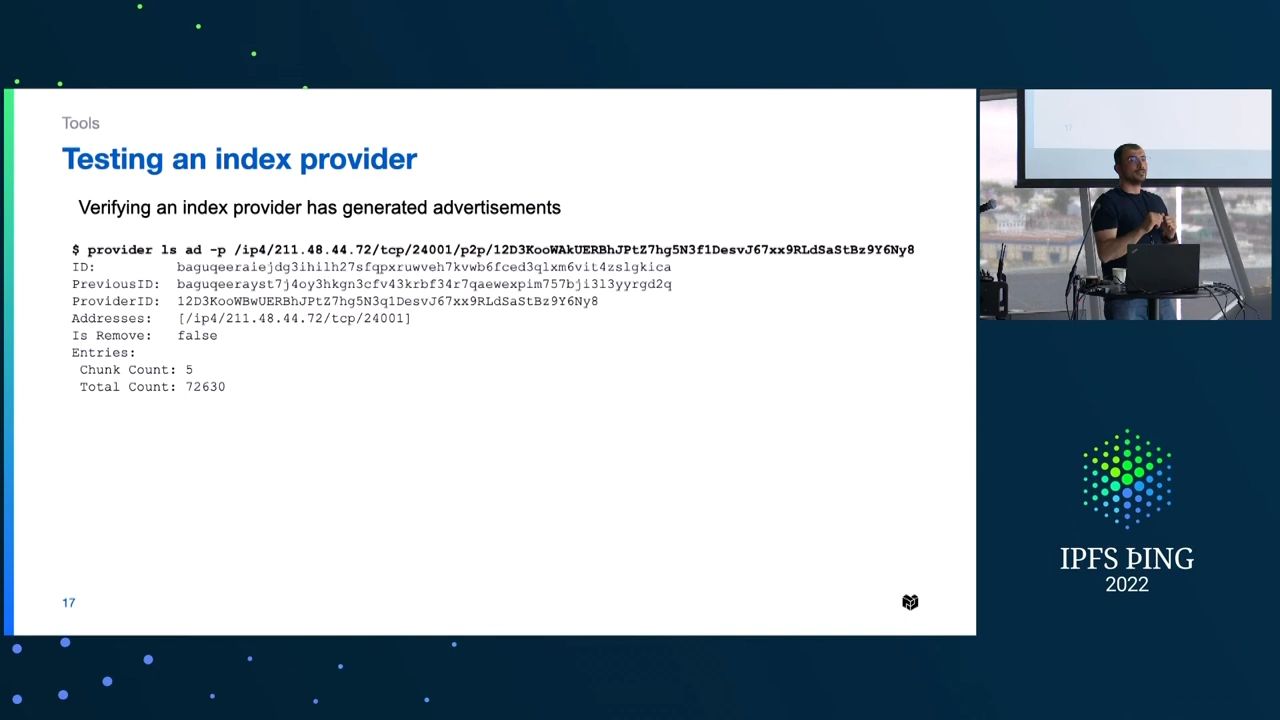 Tools
Testing an index provider
Verifying an index provider has generated advertisements
$ provider ls ad -p /ip4/211.48.44.72/tcp/24001/p2p/12D3KooWAkUERBhJPtZ7hg5N3f1DesvJ67xx9RLdSaStBz9Y6Ny8
ID: baguqeeraiejdg3ihilh27sfqpxruwveh7kvwb6fced3qlxm6vit4zslgkica
PreviousID: baguqeerayst7j4oy3hkgn3cfv43krbf34r7qaewexpim757bji3l3yyrgd2q
ProviderID: 12D3KooWBwUERBhJPtZ7hg5N3q1DesvJ67xx9RLdSaStBz9Y6Ny8
Addresses: [/ip4/211.48.44.72/tcp/24001]
Is Remove: false
Entries:
Chunk Count: 5
Total Count: 72630
17
17
IPFS ÞING
2022